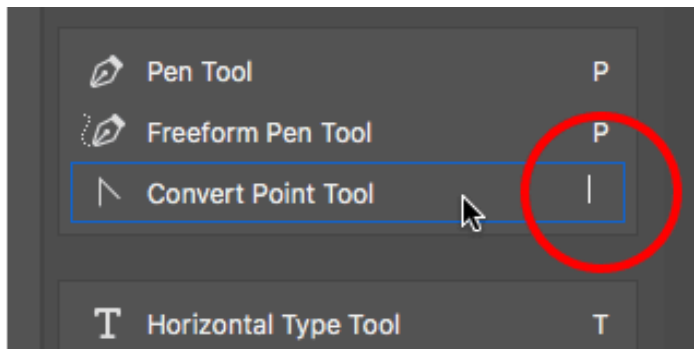 Pen Tool P
Freeform Pen Tool P
Convert Point Tool
Horizontal Type Tool T